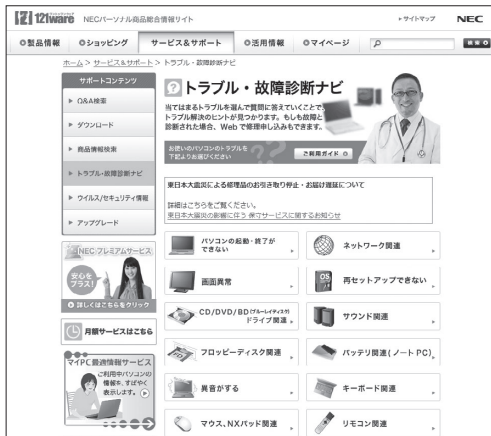 121ware NECパーソナル商品総合情報サイト
サイトマップ
NEC
製品情報
ショッピング
サービス&サポート
活用情報
マイページ
検索
ホーム > サービス&サポート > トラブル・故障診断ナビ
サポートコンテンツ
Q&A検索
ダウンロード
商品情報検索
トラブル・故障診断ナビ
ウイルス/セキュリティ情報
アップグレード
NECプレミアムサービス
安心を
プラス!
詳しくはこちらをクリック
月額サービスはこちら
マイPC最適情報サービス
ご利用中パソコンの
情報を、すばやく
表示します。
トラブル・故障診断ナビ
当てはまるトラブルを選んで質問に答えていくことで、
トラブル解決のヒントが見つかります。もしも故障と
診断された場合、Webで修理申し込みもできます。
お使いのパソコンのトラブルを
下記よりお選びください
ご利用ガイド
東日本大震災による修理品のお引き取り停止・お届け遅延について
詳細はこちらをご覧ください。
東日本大震災の影響に伴う 保守サービスに関するお知らせ
パソコンの起動・終了が
できない
ネットワーク関連
画面異常
OS
再セットアップできない
CD/DVD/BD(ブルーレイディスク)
ドライブ関連
サウンド関連
フロッピーディスク関連
バッテリ関連(ノートPC)
異音がする
キーボード関連
マウス、NXパッド関連
リモコン関連